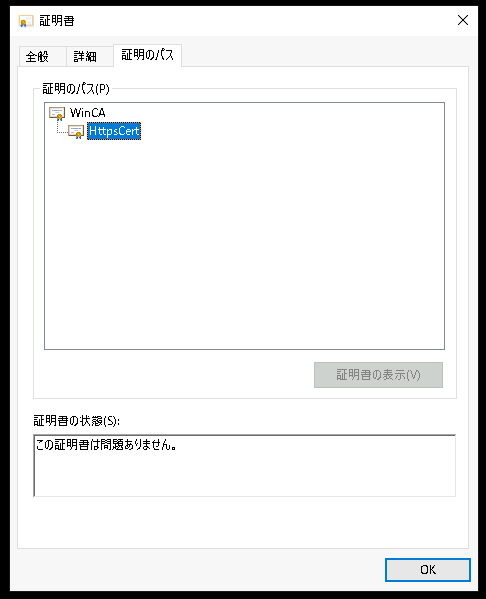 証明書
全般 詳細 証明のパス
証明のパス(P)
WinCA
HttpsCert
証明書の表示(V)
証明書の状態(S):
この証明書は問題ありません。
OK